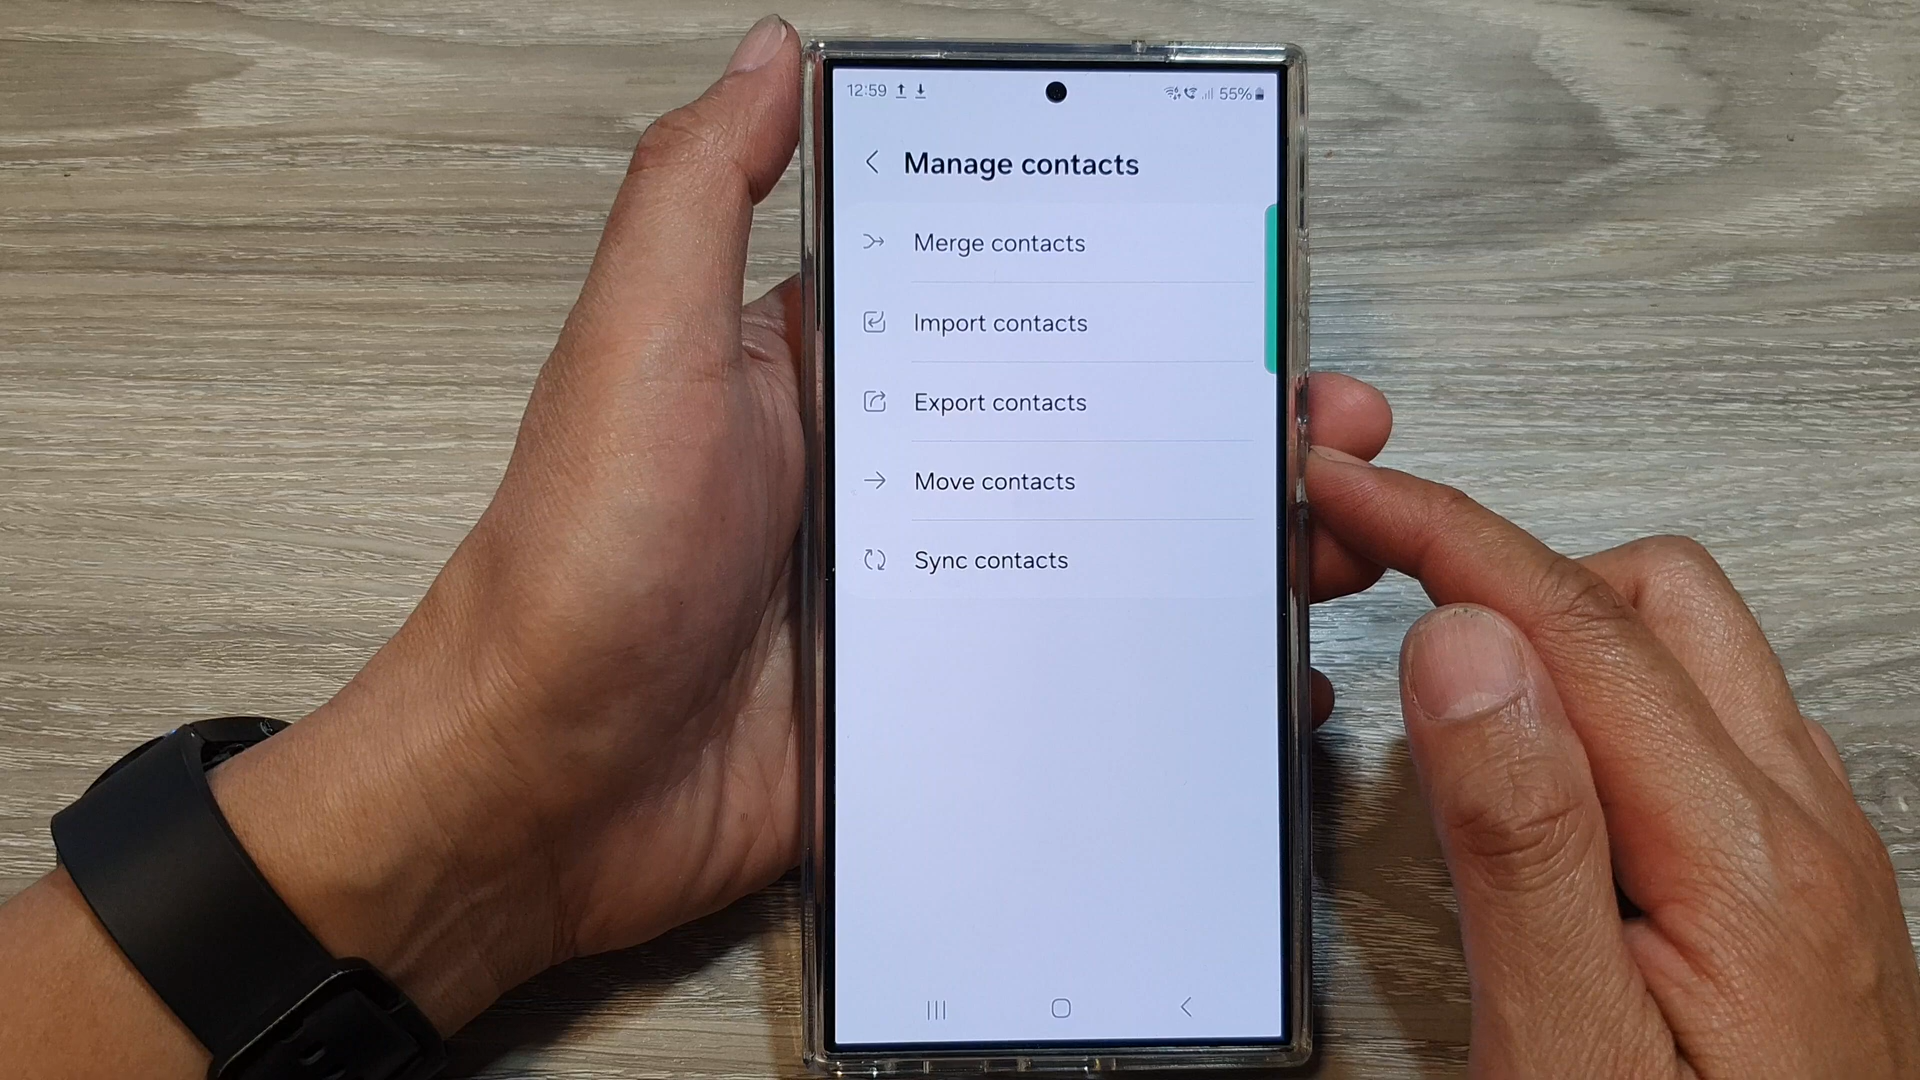 12:59 55%
Manage contacts
Merge contacts
Import contacts
Export contacts
Move contacts
Sync contacts